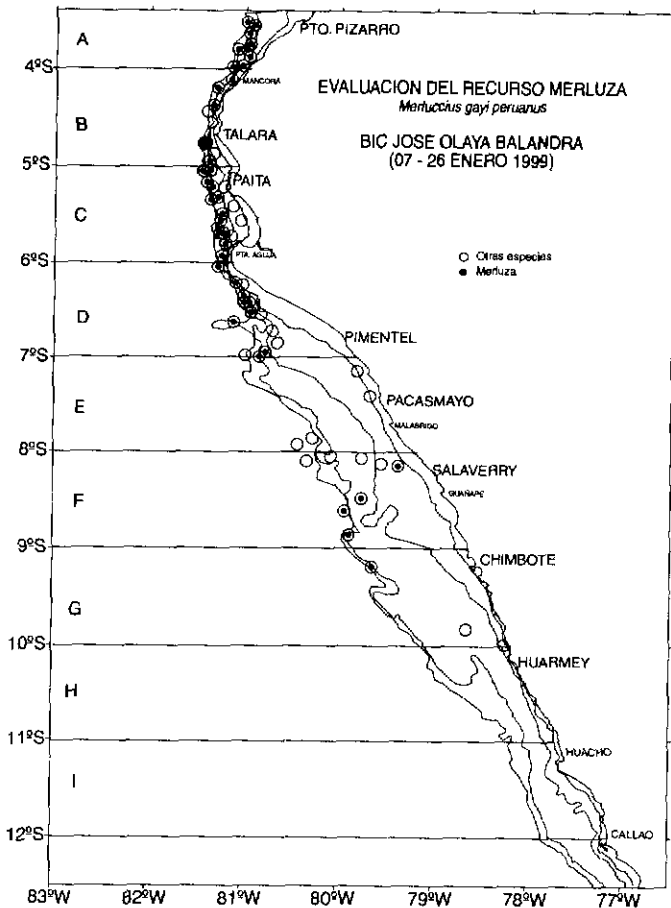 A
PTO. PIZARRO
4ºS
MANCORA
EVALUACION DEL RECURSO MERLUZA
Merluccius gayi peruanus
B
TALARA
BIC JOSE OLAYA BALANDRA
(07 - 26 ENERO 1999)
5ºS
PAITA
C
PTA. AGUJA
Otras especies
Merluza
6ºS
D
PIMENTEL
7ºS
E
PACASMAYO
MALABRIGO
8ºS
SALAVERRY
GUAÑAPE
F
9ºS
CHIMBOTE
G
10ºS
HUARMEY
H
11ºS
HUACHO
I
12ºS
CALLAO
83ºW 82ºW 81ºW 80ºW 79ºW 78ºW 77ºW